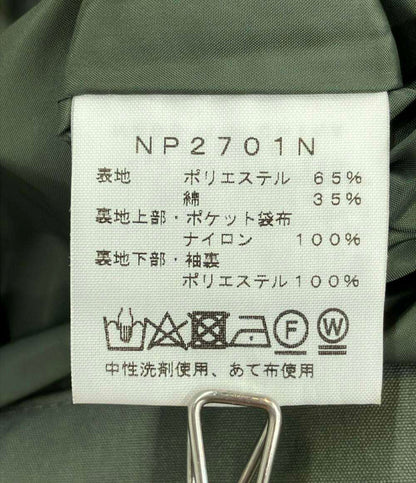 NP2701N
表地 ポリエステル 65%
綿 35%
裏地上部・ポケット袋布
ナイロン 100%
裏地下部・袖裏
ポリエステル100%
F W
中性洗剤使用、あて布使用